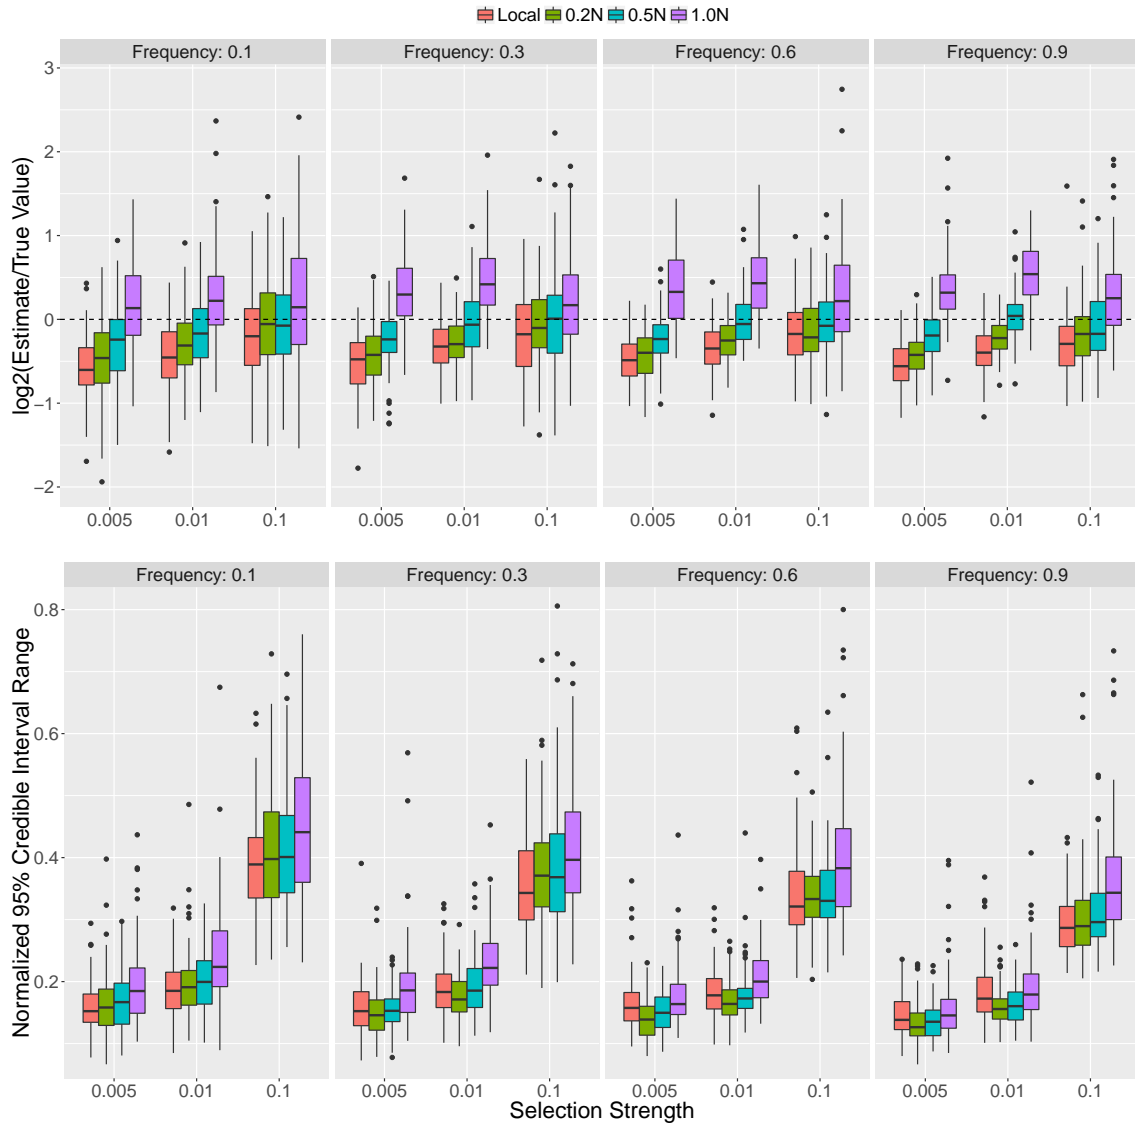 Local 0.2N 0.5N 1.0N
Frequency: 0.1 Frequency: 0.3 Frequency: 0.6 Frequency: 0.9
log2(Estimate/True Value)
3
2
1
0
−1
−2
0.005 0.01 0.1 0.005 0.01 0.1 0.005 0.01 0.1 0.005 0.01 0.1
Frequency: 0.1 Frequency: 0.3 Frequency: 0.6 Frequency: 0.9
Normalized 95% Credible Interval Range
0.8
0.6
0.4
0.2
0.005 0.01 0.1 0.005 0.01 0.1 0.005 0.01 0.1 0.005 0.01 0.1
Selection Strength